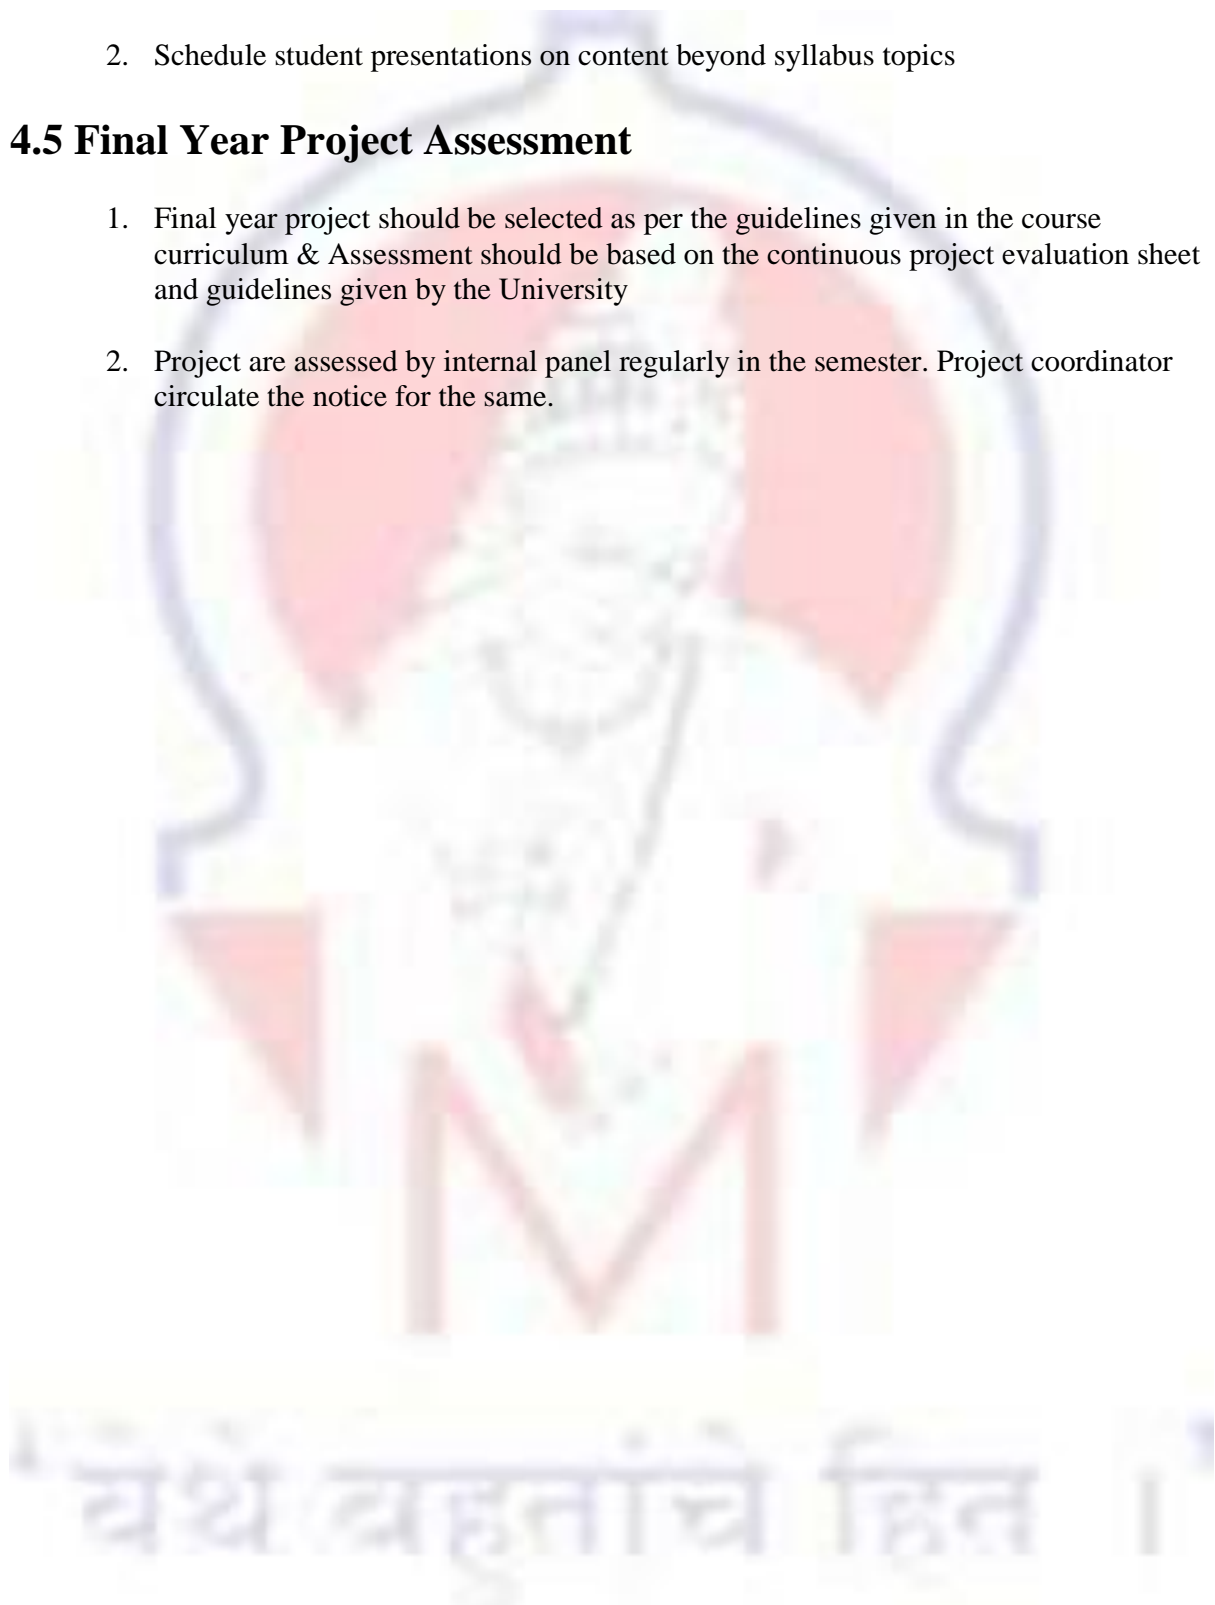 2. Schedule student presentations on content beyond syllabus topics
4.5 Final Year Project Assessment
1. Final year project should be selected as per the guidelines given in the course
curriculum & Assessment should be based on the continuous project evaluation sheet
and guidelines given by the University
2. Project are assessed by internal panel regularly in the semester. Project coordinator
circulate the notice for the same.
M
येथे बहुतांचे हित ।